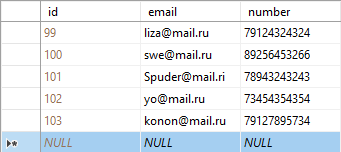 id email number
99 liza@mail.ru 79124324324
100 swe@mail.ru 89256453266
101 Spuder@mail.ri 78943243243
102 yo@mail.ru 73454354354
103 konon@mail.ru 79127895734
NULL NULL NULL